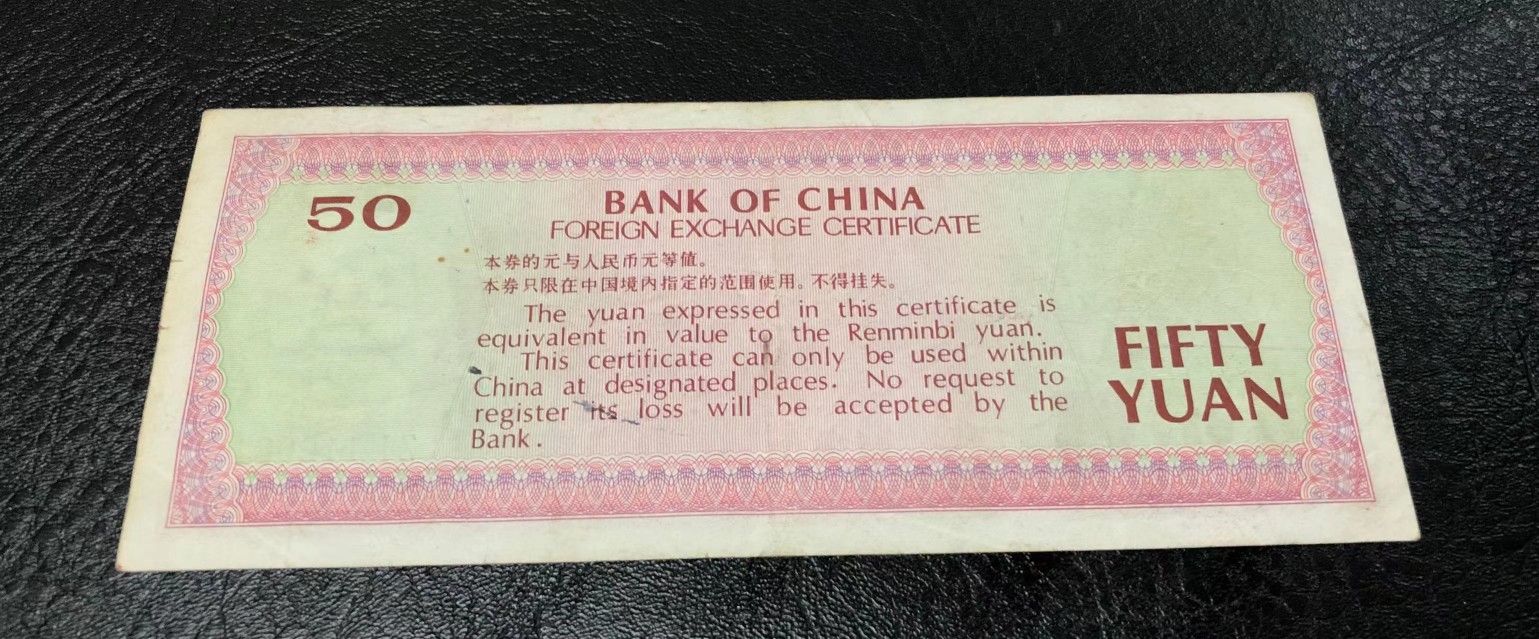 50
BANK OF CHINA
FOREIGN EXCHANGE CERTIFICATE
本券的元与人民币元等值。
本券只限在中国境内指定的范围使用。不得挂失。
The yuan expressed in this certificate is
equivalent in value to the Renminbi yuan.
This certificate can only be used within
China at designated places. No request to
register its loss will be accepted by the
Bank.
FIFTY
YUAN